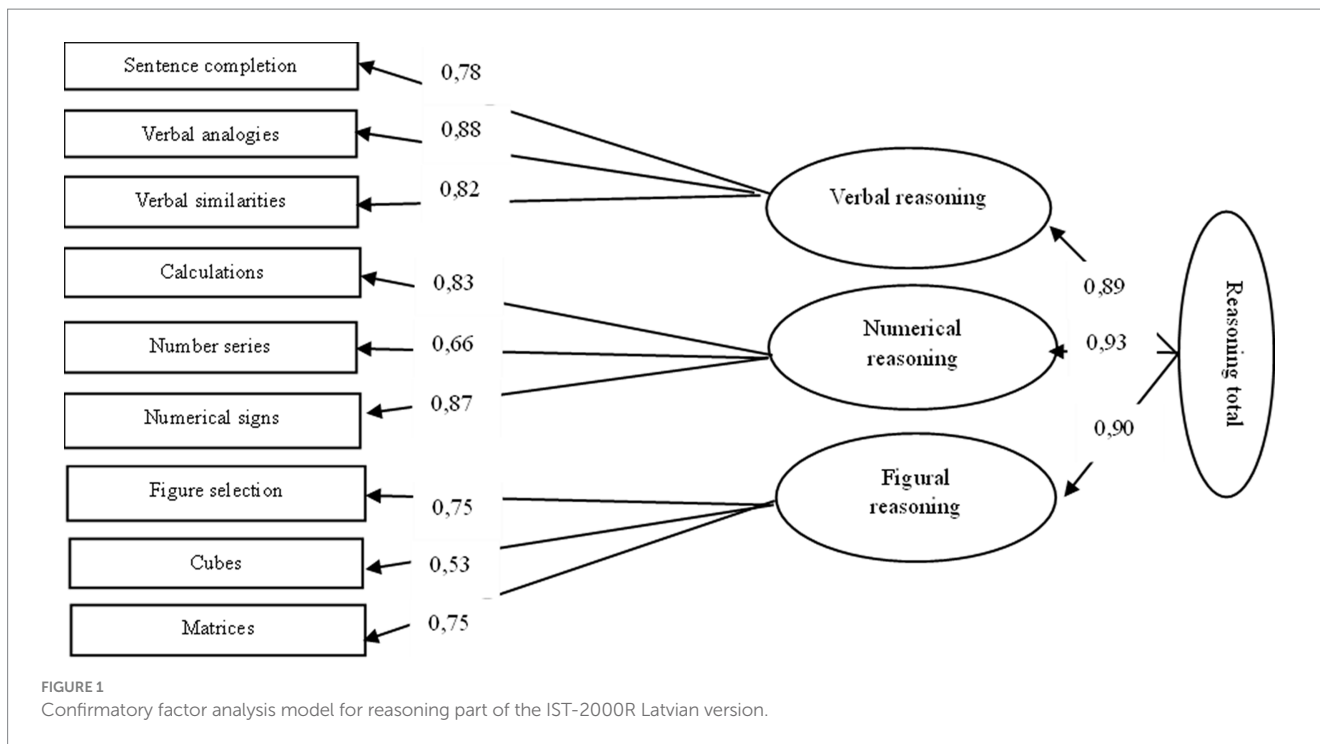 Sentence completion
0,78
Verbal analogies
0,88
Verbal similarities
0,82
Calculations
0,83
Number series
0,66
Numerical signs
0,87
Figure selection
0,75
Cubes
0,53
Matrices
0,75
Verbal reasoning
Numerical
reasoning
Figural
reasoning
0,89
0,93
0,90
Reasoning total
FIGURE 1
Confirmatory factor analysis model for reasoning part of the IST-2000R Latvian version.